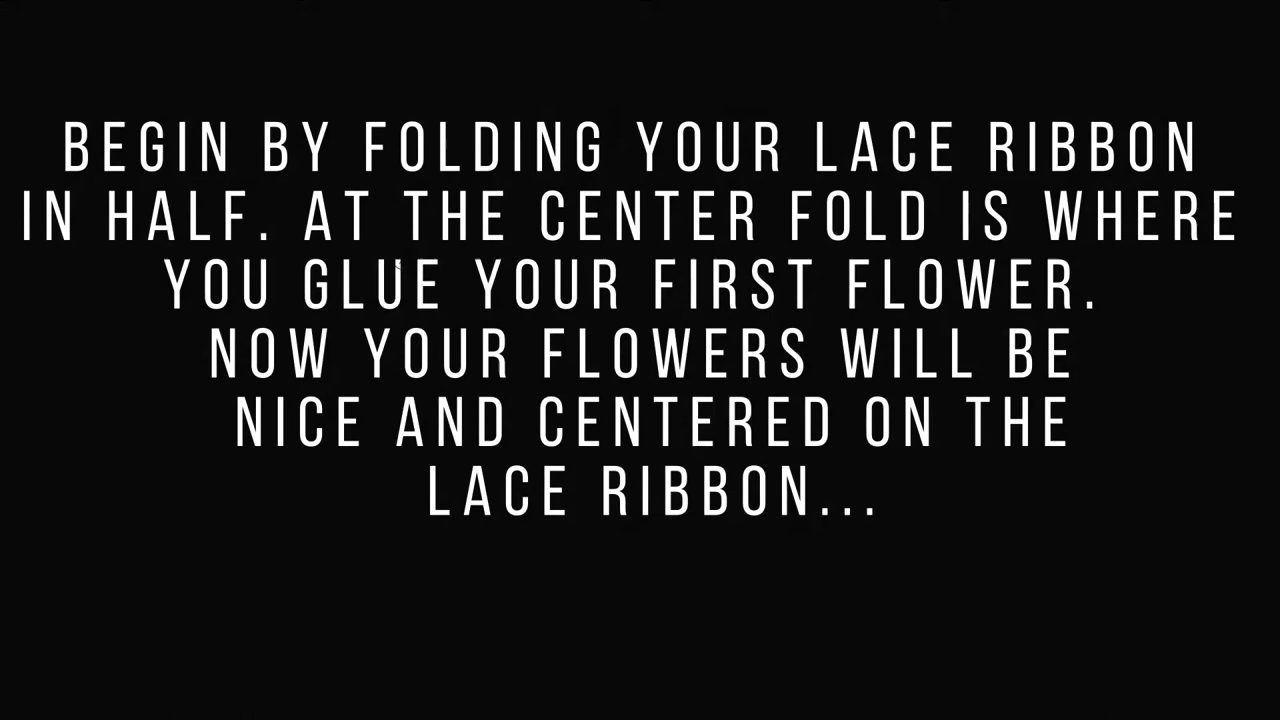 BEGIN BY FOLDING YOUR LACE RIBBON
IN HALF. AT THE CENTER FOLD IS WHERE
YOU GLUE YOUR FIRST FLOWER.
NOW YOUR FLOWERS WILL BE
NICE AND CENTERED ON THE
LACE RIBBON...